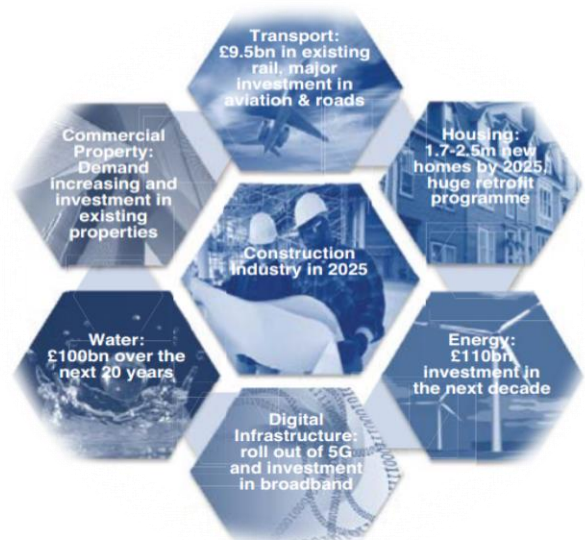 Transport:
£9.5bn in existing
rail, major
investment in
aviation & roads
Commercial
Property:
Demand
increasing and
investment in
existing
properties
Housing:
1.7-2.5m new
homes by 2025,
huge retrofit
programme
Construction
Industry in 2025
Water:
£100bn over the
next 20 years
Energy:
£110bn
investment in
the next decade
Digital
Infrastructure:
roll out of 5G
and investment
in broadband